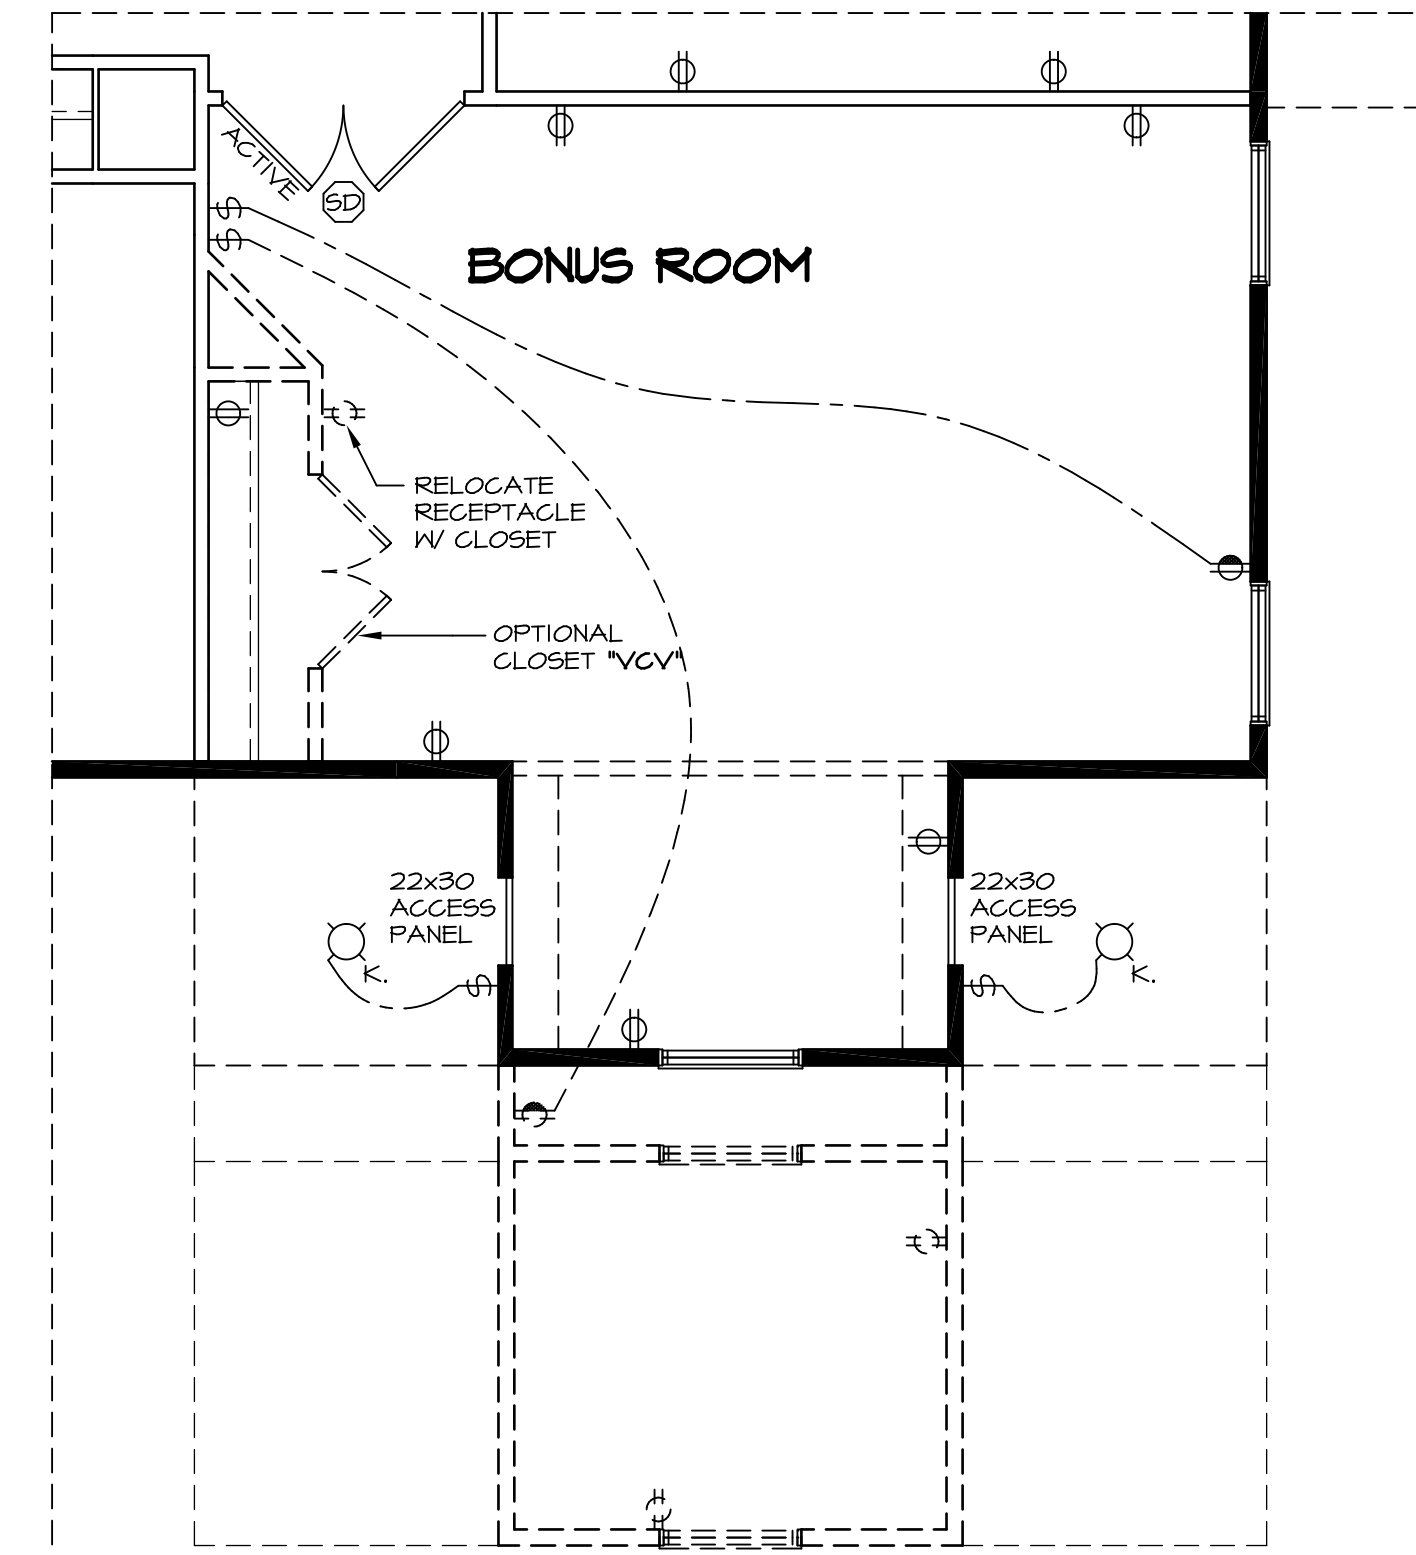 ACTIVE
SD
$
$
BONUS ROOM
RELOCATE
RECEPTACLE
W/ CLOSET
OPTIONAL
CLOSET "VCV"
22x30
ACCESS
PANEL
K.
$
22x30
ACCESS
PANEL
$
K.